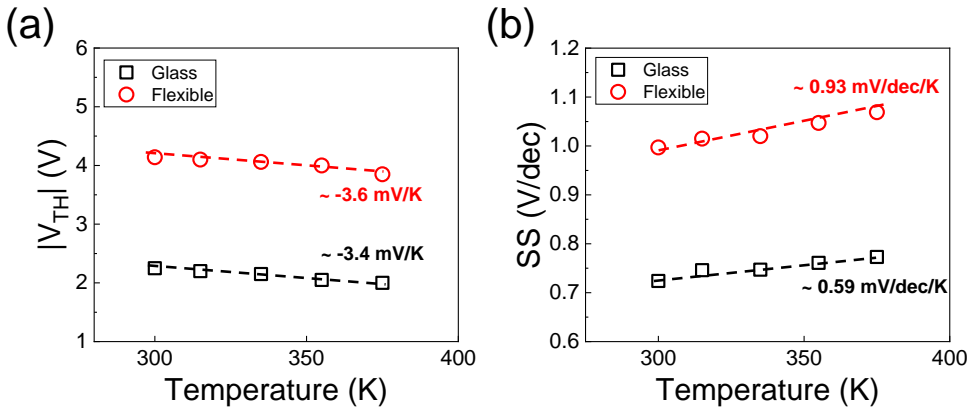 (a)
6
5
4
3
2
1
|V_TH| (V)
Glass
Flexible
~ -3.6 mV/K
~ -3.4 mV/K
300
350
400
Temperature (K)
(b)
1.2
1.1
1.0
0.9
0.8
0.7
0.6
SS (V/dec)
Glass
Flexible
~ 0.93 mV/dec/K
~ 0.59 mV/dec/K
300
350
400
Temperature (K)